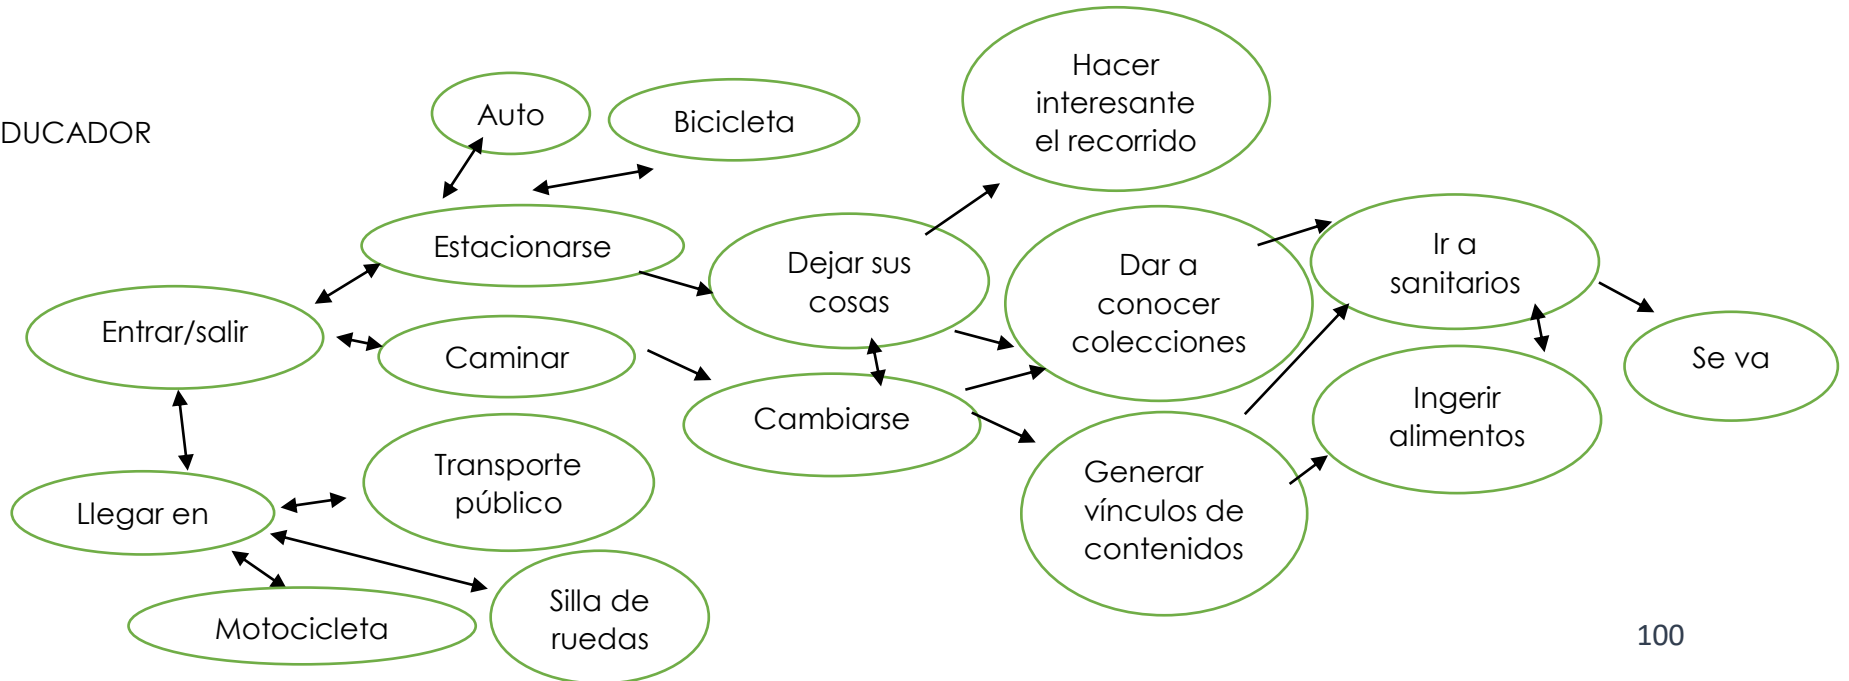 DUCADOR
Auto
Bicicleta
Hacer
interesante
el recorrido
Estacionarse
Dejar sus
cosas
Dar a
conocer
colecciones
Ir a
sanitarios
Entrar/salir
Caminar
Cambiarse
Ingerir
alimentos
Se va
Llegar en
Transporte
público
Generar
vínculos de
contenidos
Motocicleta
Silla de
ruedas
100